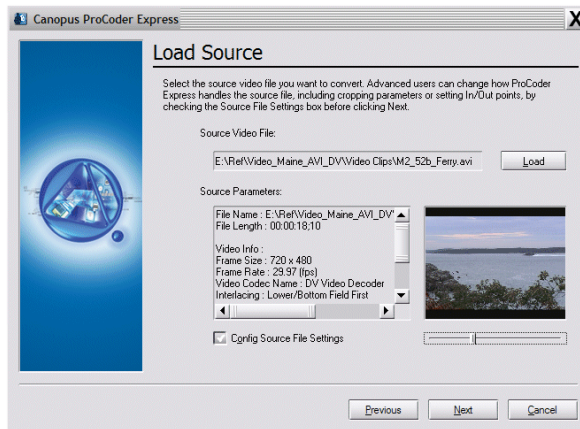 Canopus ProCoder Express
X
Load Source
Select the source video file you want to convert. Advanced users can change how ProCoder
Express handles the source file, including cropping parameters or setting In/Out points, by
checking the Source File Settings box before clicking Next.
Source Video File:
E:\Ref\Video_Maine_AVI_DV\Video Clips\M2_52b_Ferry.avi
Load
Source Parameters:
File Name : E:\Ref\Video_Maine_AVI_DV\
File Length : 00:00:18;10
Video Info :
Frame Size : 720 x 480
Frame Rate : 29.97 (fps)
Video Codec Name : DV Video Decoder
Interlacing : Lower/Bottom Field First
Config Source File Settings
Previous
Next
Cancel